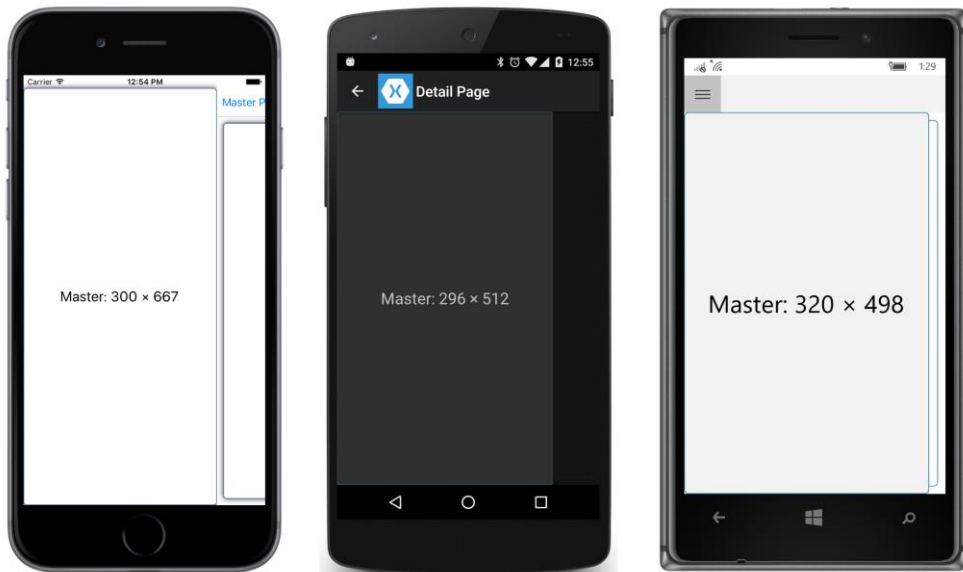 Carrier 12:54 PM
Master P
Master: 300 × 667
12:55
Detail Page
Master: 296 × 512
1:29
Master: 320 × 498